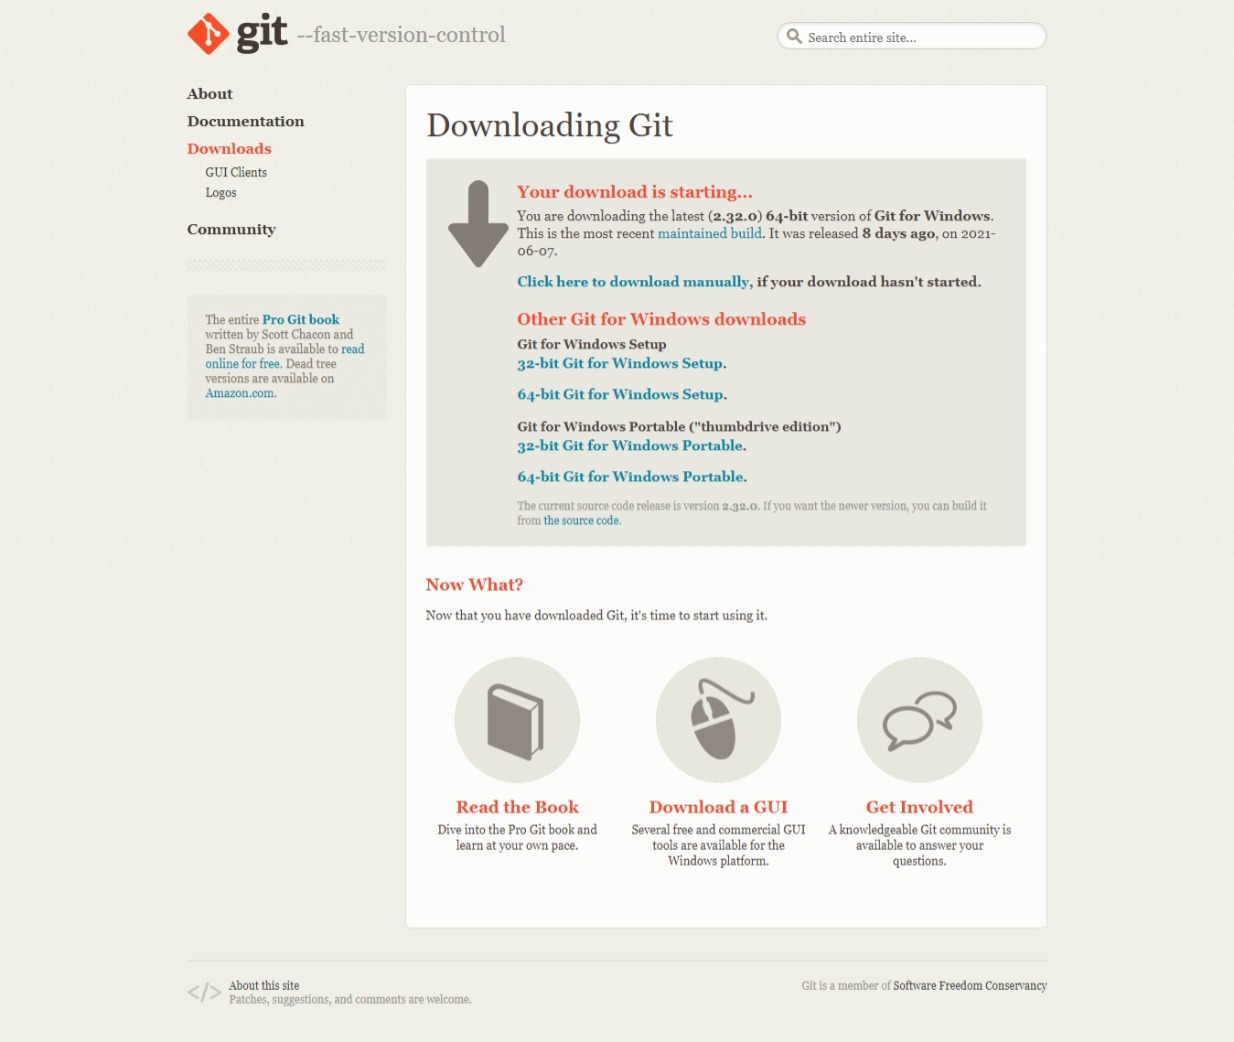 git --fast-version-control
Search entire site...
About
Documentation
Downloads
GUI Clients
Logos
Community
The entire Pro Git book
written by Scott Chacon and
Ben Straub is available to read
online for free. Dead tree
versions are available on
Amazon.com.
Downloading Git
Your download is starting...
You are downloading the latest (2.32.0) 64-bit version of Git for Windows.
This is the most recent maintained build. It was released 8 days ago, on 2021-
06-07.
Click here to download manually, if your download hasn't started.
Other Git for Windows downloads
Git for Windows Setup
32-bit Git for Windows Setup.
64-bit Git for Windows Setup.
Git for Windows Portable ("thumbdrive edition")
32-bit Git for Windows Portable.
64-bit Git for Windows Portable.
The current source code release is version 2.32.0. If you want the newer version, you can build it
from the source code.
Now What?
Now that you have downloaded Git, it's time to start using it.
Read the Book
Dive into the Pro Git book and
learn at your own pace.
Download a GUI
Several free and commercial GUI
tools are available for the
Windows platform.
Get Involved
A knowledgeable Git community is
available to answer your
questions.
</> About this site
Patches, suggestions, and comments are welcome.
Git is a member of Software Freedom Conservancy